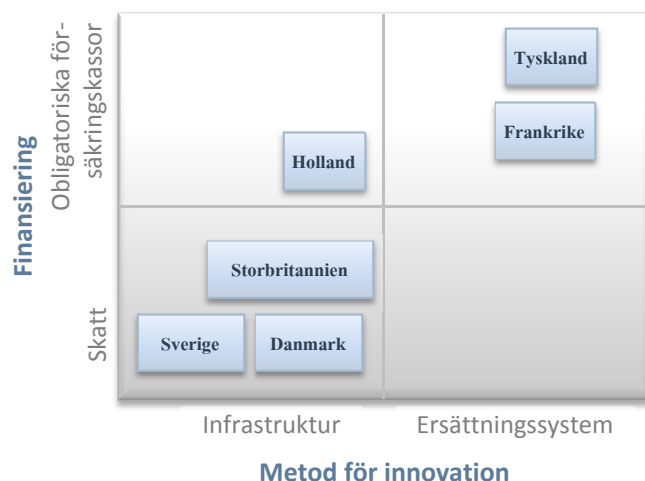 Finansiering
Obligatoriska för-
säkringskassor
Skatt
Tyskland
Frankrike
Holland
Storbritannien
Sverige
Danmark
Infrastruktur
Ersättningssystem
Metod för innovation